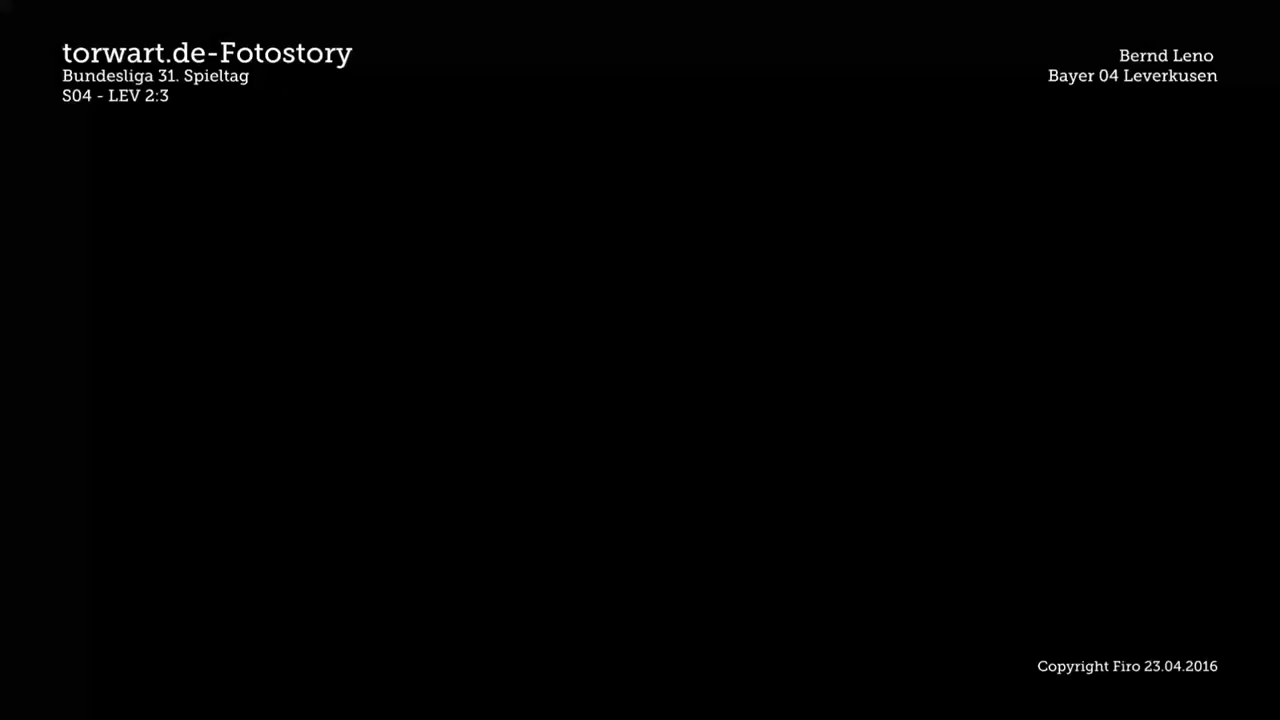 torwart.de-Fotostory
Bundesliga 31. Spieltag
S04 - LEV 2:3
Bernd Leno
Bayer 04 Leverkusen
Copyright Firo 23.04.2016